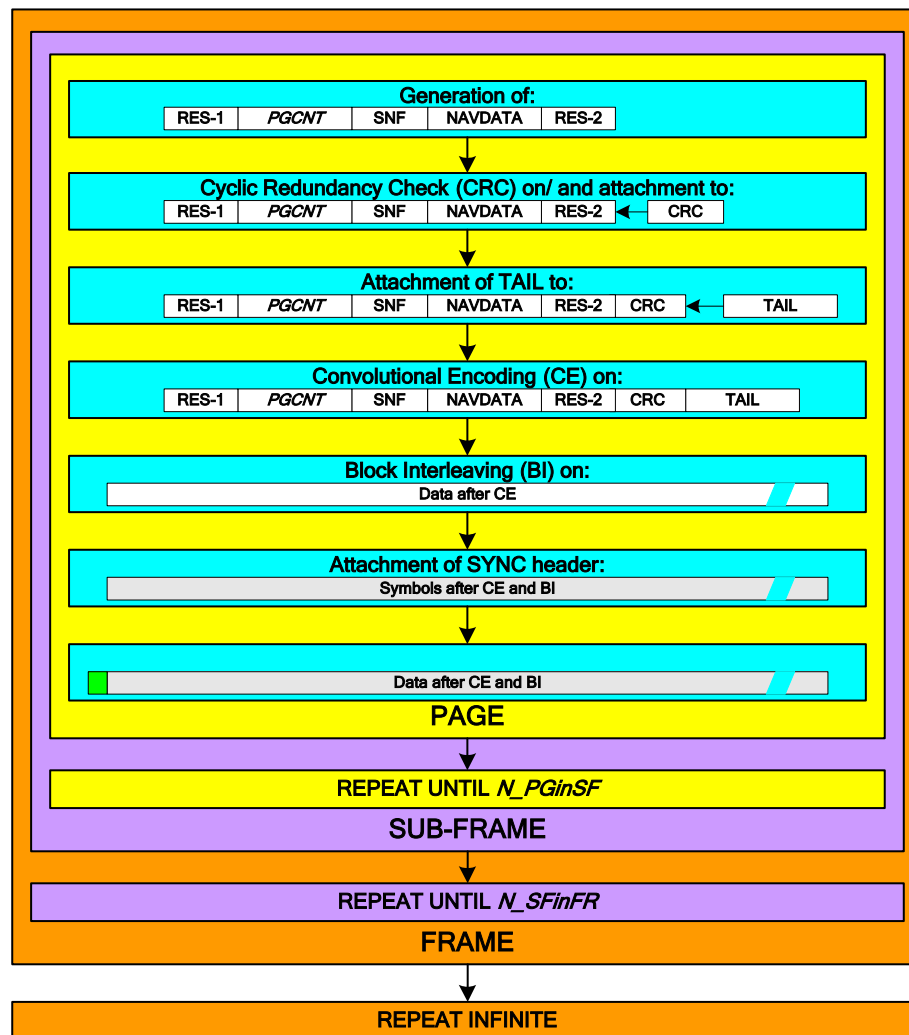 Generation of:
RES-1 PGCNT SNF NAVDATA RES-2
Cyclic Redundancy Check (CRC) on/ and attachment to:
RES-1 PGCNT SNF NAVDATA RES-2 CRC
Attachment of TAIL to:
RES-1 PGCNT SNF NAVDATA RES-2 CRC TAIL
Convolutional Encoding (CE) on:
RES-1 PGCNT SNF NAVDATA RES-2 CRC TAIL
Block Interleaving (BI) on:
Data after CE
Attachment of SYNC header:
Symbols after CE and BI
Data after CE and BI
PAGE
REPEAT UNTIL N_PGinSF
SUB-FRAME
REPEAT UNTIL N_SFinFR
FRAME
REPEAT INFINITE